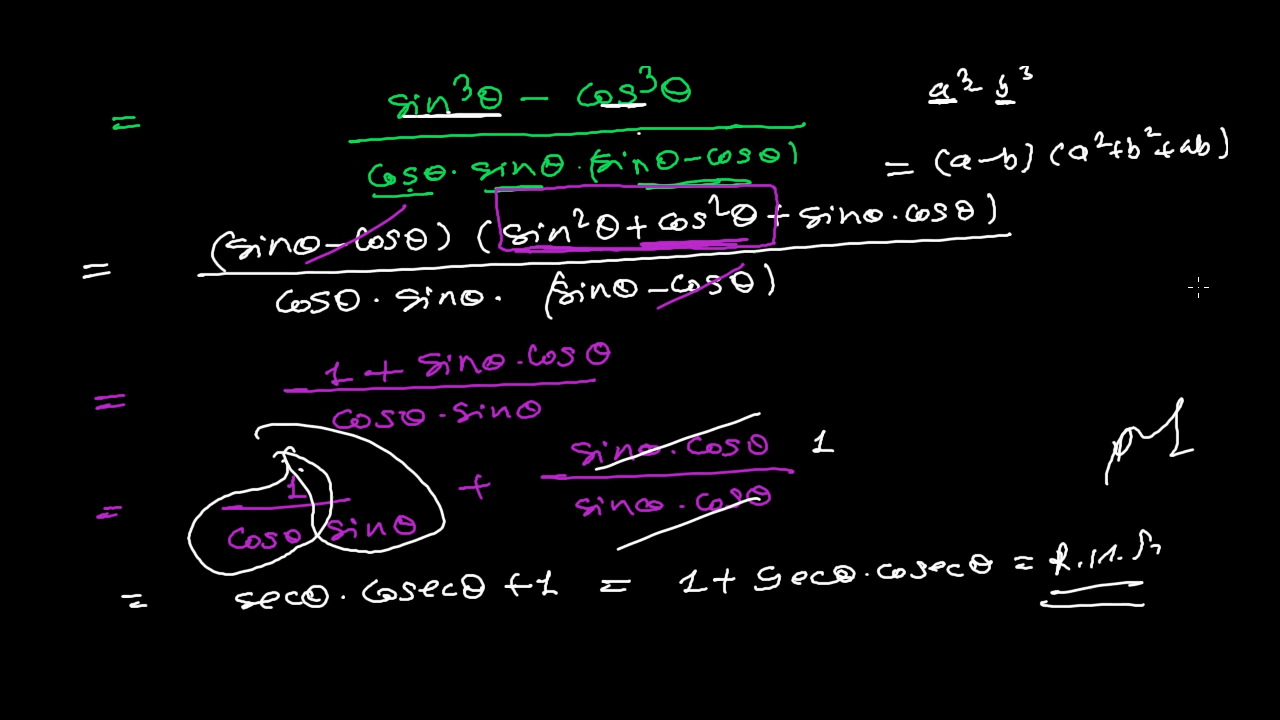 = sin³θ − cos³θ a³ b³
cosθ · sinθ · (sinθ − cosθ) = (a−b) (a²+b²+ab)
= (sinθ − cosθ) (sin²θ + cos²θ + sinθ · cosθ)
cosθ · sinθ · (sinθ − cosθ)
= 1 + sinθ · cosθ
cosθ · sinθ
= 1 + sinθ · cosθ 1
cosθ sinθ sinθ · cosθ
= secθ · cosecθ + 1 = 1 + secθ · cosecθ = R.H.S